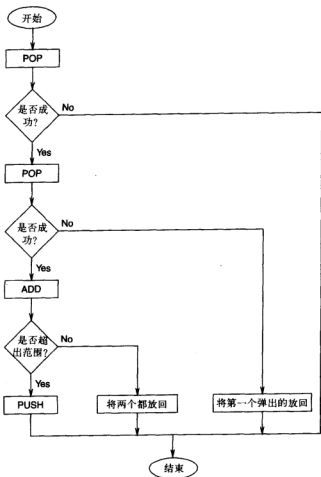 开始
POP
是否成
功?
No
Yes
POP
是否成
功?
No
Yes
ADD
是否超
出范围?
No
Yes
PUSH
将两个都放回
将第一个弹出的放回
结束